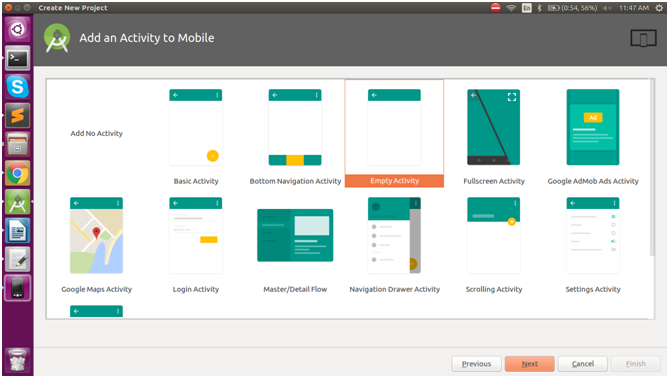 Create New Project
En
(0:54, 56%)
11:47 AM
Add an Activity to Mobile
Add No Activity
Ad
Basic Activity
Bottom Navigation Activity
Empty Activity
Fullscreen Activity
Google AdMob Ads Activity
Google Maps Activity
Login Activity
Master/Detail Flow
Navigation Drawer Activity
Scrolling Activity
Settings Activity
Previous
Next
Cancel
Finish